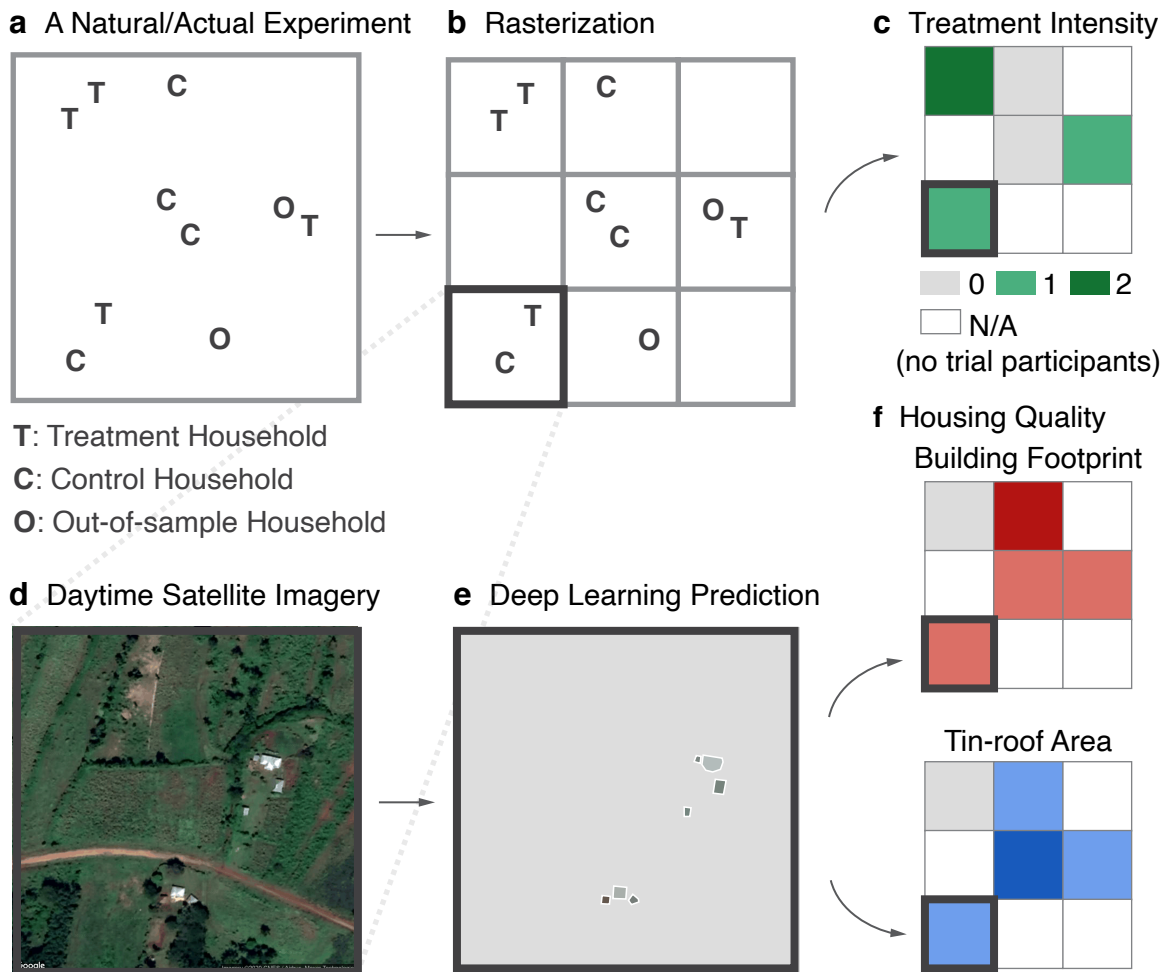 a A Natural/Actual Experiment
T
T
C
C
C
O
T
T
C
O
T: Treatment Household
C: Control Household
O: Out-of-sample Household
b Rasterization
T
T
C
C
C
O
T
T
C
O
c Treatment Intensity
0 1 2
N/A
(no trial participants)
d Daytime Satellite Imagery
Google
e Deep Learning Prediction
f Housing Quality
Building Footprint
Tin-roof Area